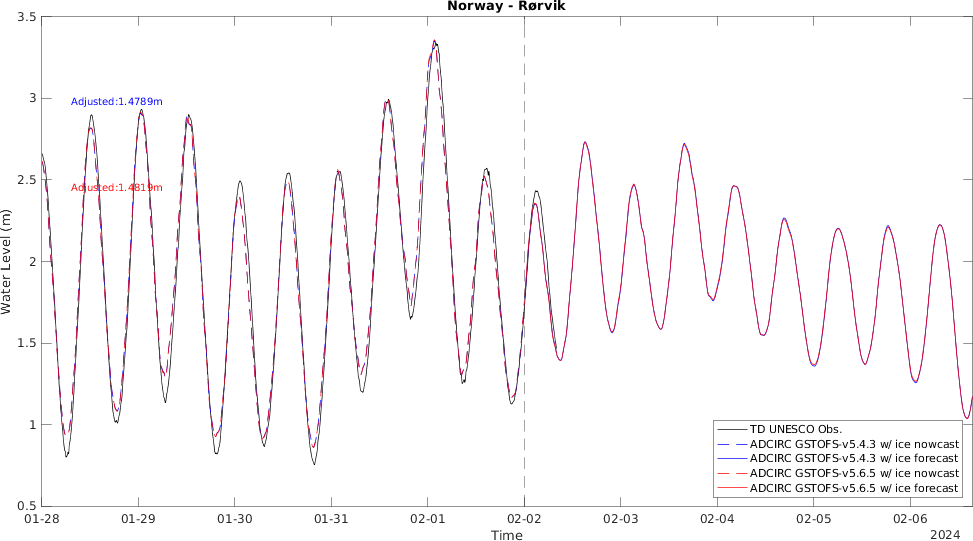 Norway - Rørvik
3.5
3
2.5
2
1.5
1
0.5
Water Level (m)
Adjusted:1.4789m
Adjusted:1.4819m
TD UNESCO Obs.
ADCIRC GSTOFS-v5.4.3 w/ ice nowcast
ADCIRC GSTOFS-v5.4.3 w/ ice forecast
ADCIRC GSTOFS-v5.6.5 w/ ice nowcast
ADCIRC GSTOFS-v5.6.5 w/ ice forecast
01-28 01-29 01-30 01-31 02-01 02-02 02-03 02-04 02-05 02-06
Time
2024